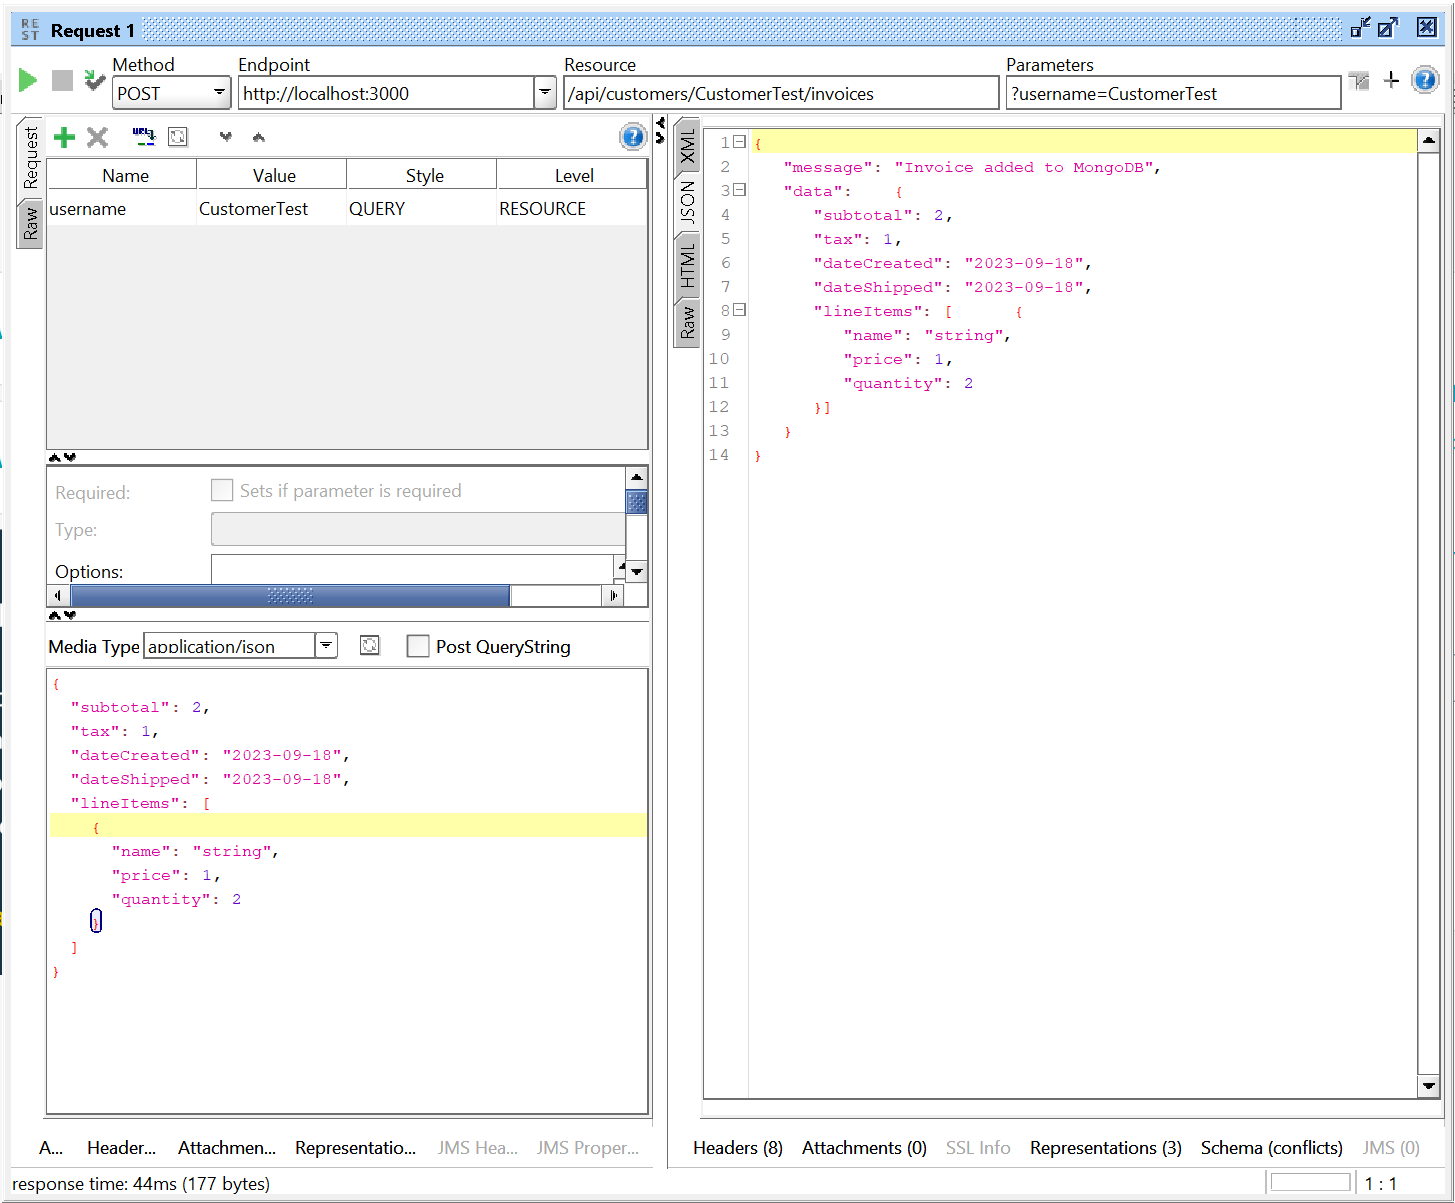 RE
ST
Request 1
Method
Endpoint
Resource
Parameters
POST
http://localhost:3000
/api/customers/CustomerTest/invoices
?username=CustomerTest
Request
Raw
Name Value Style Level
username CustomerTest QUERY RESOURCE
Required: Sets if parameter is required
Type:
Options:
Media Type application/json Post QueryString
{
"subtotal": 2,
"tax": 1,
"dateCreated": "2023-09-18",
"dateShipped": "2023-09-18",
"lineItems": [
{
"name": "string",
"price": 1,
"quantity": 2
}
]
}
A... Header... Attachmen... Representatio... JMS Hea... JMS Proper...
XML
JSON
HTML
Raw
1 {
2 "message": "Invoice added to MongoDB",
3 "data": {
4 "subtotal": 2,
5 "tax": 1,
6 "dateCreated": "2023-09-18",
7 "dateShipped": "2023-09-18",
8 "lineItems": [ {
9 "name": "string",
10 "price": 1,
11 "quantity": 2
12 }]
13 }
14 }
Headers (8) Attachments (0) SSL Info Representations (3) Schema (conflicts) JMS (0)
response time: 44ms (177 bytes)
1 : 1